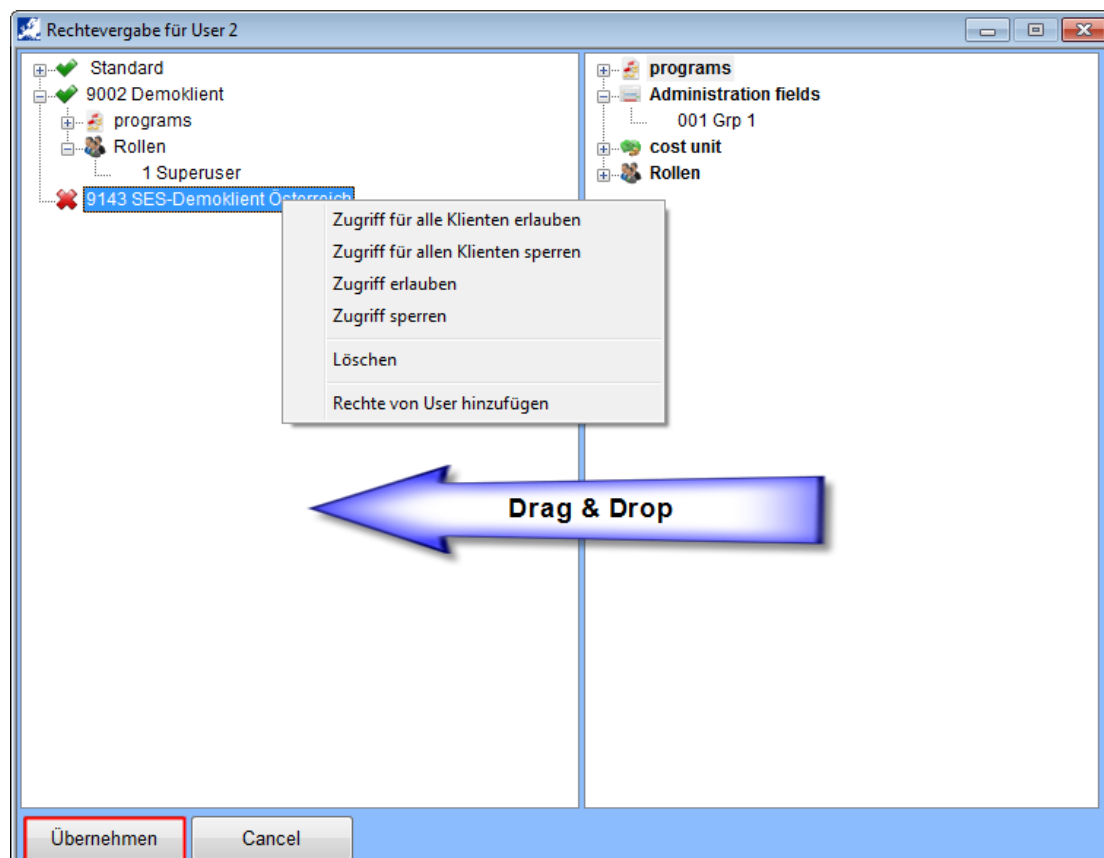 Rechtevergabe für User 2
Standard
9002 Demoklient
programs
Rollen
1 Superuser
9143 SES-Demoklient Österreich
Zugriff für alle Klienten erlauben
Zugriff für allen Klienten sperren
Zugriff erlauben
Zugriff sperren
Löschen
Rechte von User hinzufügen
programs
Administration fields
001 Grp 1
cost unit
Rollen
Drag & Drop
Übernehmen
Cancel